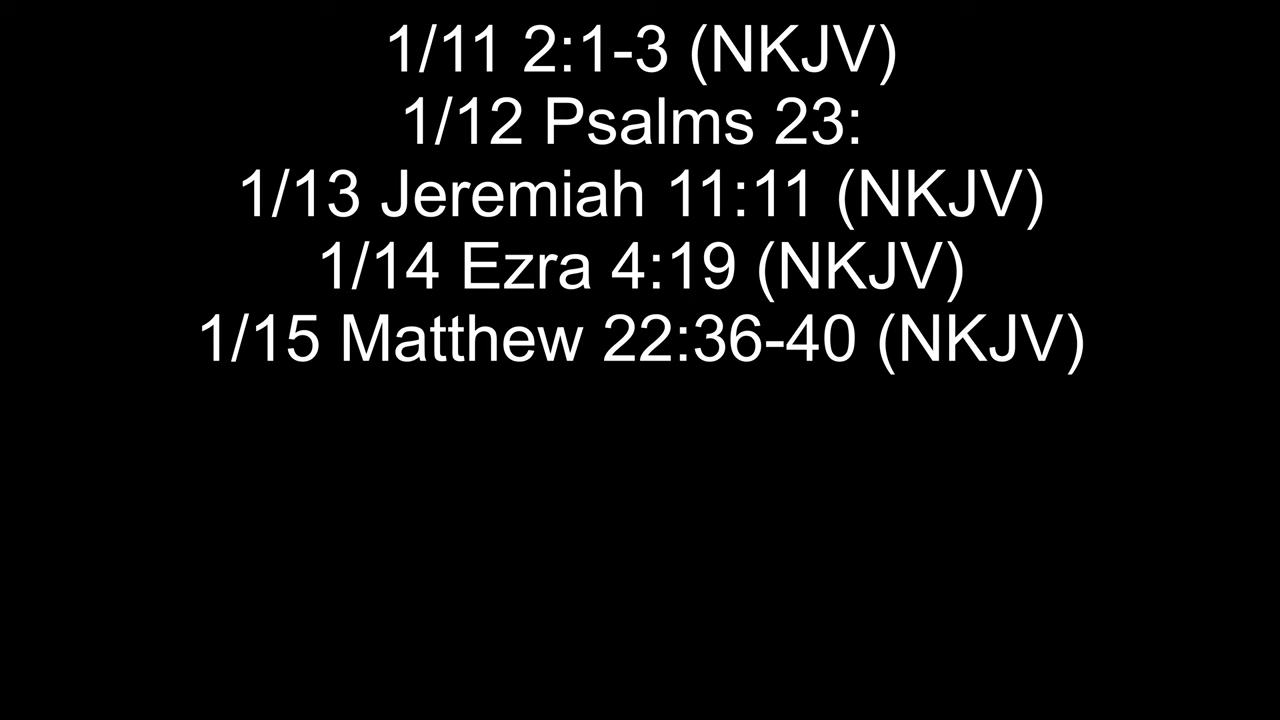 1/11 2:1-3 (NKJV)
1/12 Psalms 23:
1/13 Jeremiah 11:11 (NKJV)
1/14 Ezra 4:19 (NKJV)
1/15 Matthew 22:36-40 (NKJV)